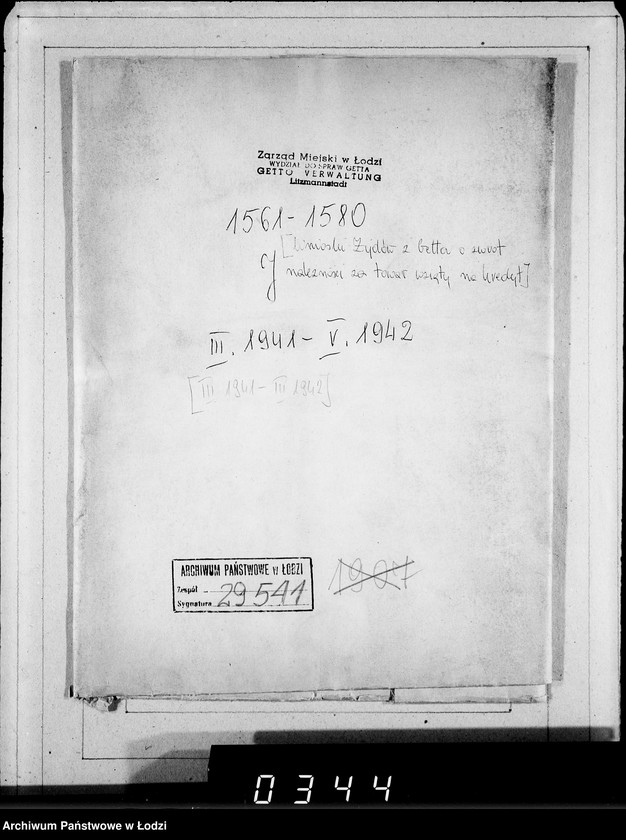 Zarząd Miejski w Łodzi
WYDZIAŁ DO SPRAW GETTA
GETTO VERWALTUNG
Litzmannstadt
1561-1580
[Wnioski Żydów z Getta o zwrot
J
należności za towar wzięty na kredyt]
III. 1941 - V. 1942
[III 1941 - III 1942]
ARCHIWUM PAŃSTWOWE w ŁODZI
Zespół
Sygnatura 29541
1907
0344
Archiwum Państwowe w Łodzi